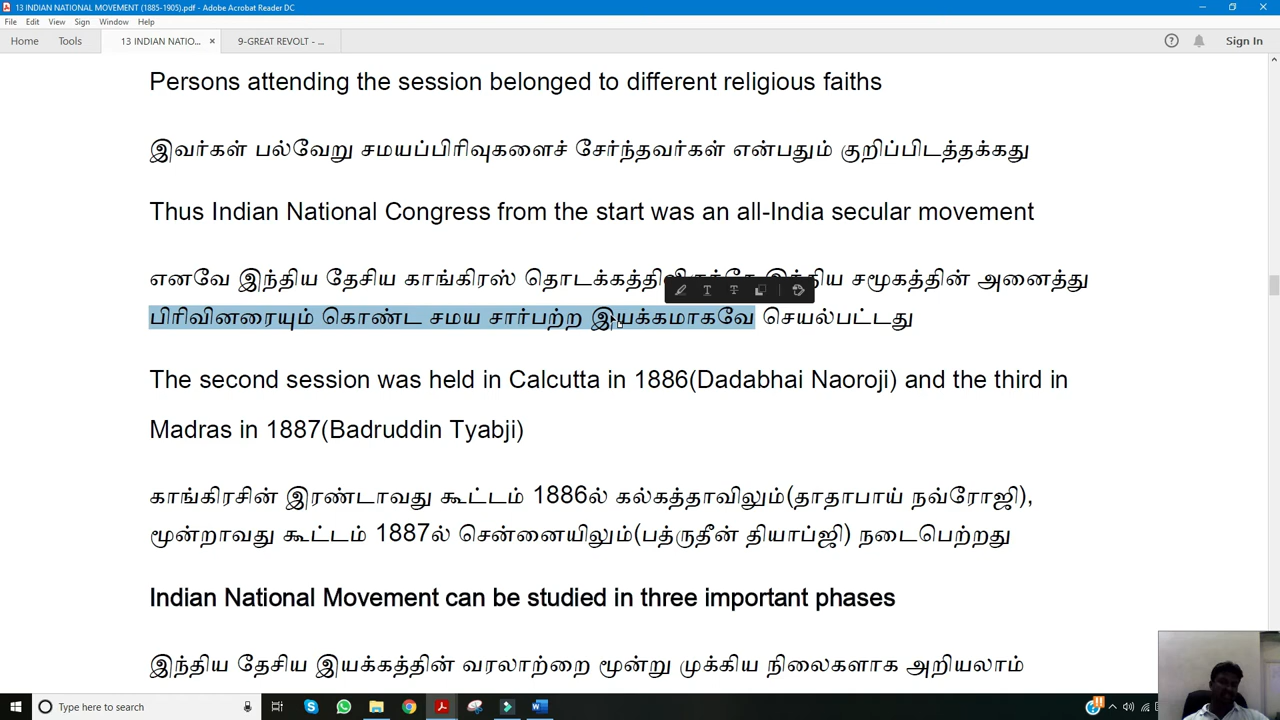 13 INDIAN NATIONAL MOVEMENT (1885-1905).pdf - Adobe Acrobat Reader DC
File Edit View Sign Window Help
Home Tools 13 INDIAN NATIO... × 9-GREAT REVOLT - ... Sign In
Persons attending the session belonged to different religious faiths
இவர்கள் பல்வேறு சமயப்பிரிவுகளைச் சேர்ந்தவர்கள் என்பதும் குறிப்பிடத்தக்கது
Thus Indian National Congress from the start was an all-India secular movement
எனவே இந்திய தேசிய காங்கிரஸ் தொடக்கத்திலிருந்தே இந்திய சமூகத்தின் அனைத்து
பிரிவினரையும் கொண்ட சமய சார்பற்ற இயக்கமாகவே செயல்பட்டது
The second session was held in Calcutta in 1886(Dadabhai Naoroji) and the third in
Madras in 1887(Badruddin Tyabji)
காங்கிரசின் இரண்டாவது கூட்டம் 1886ல் கல்கத்தாவிலும்(தாதாபாய் நவ்ரோஜி),
மூன்றாவது கூட்டம் 1887ல் சென்னையிலும்(பத்ருதீன் தியாப்ஜி) நடைபெற்றது
Indian National Movement can be studied in three important phases
இந்திய தேசிய இயக்கத்தின் வரலாற்றை மூன்று முக்கிய நிலைகளாக அறியலாம்
Type here to search